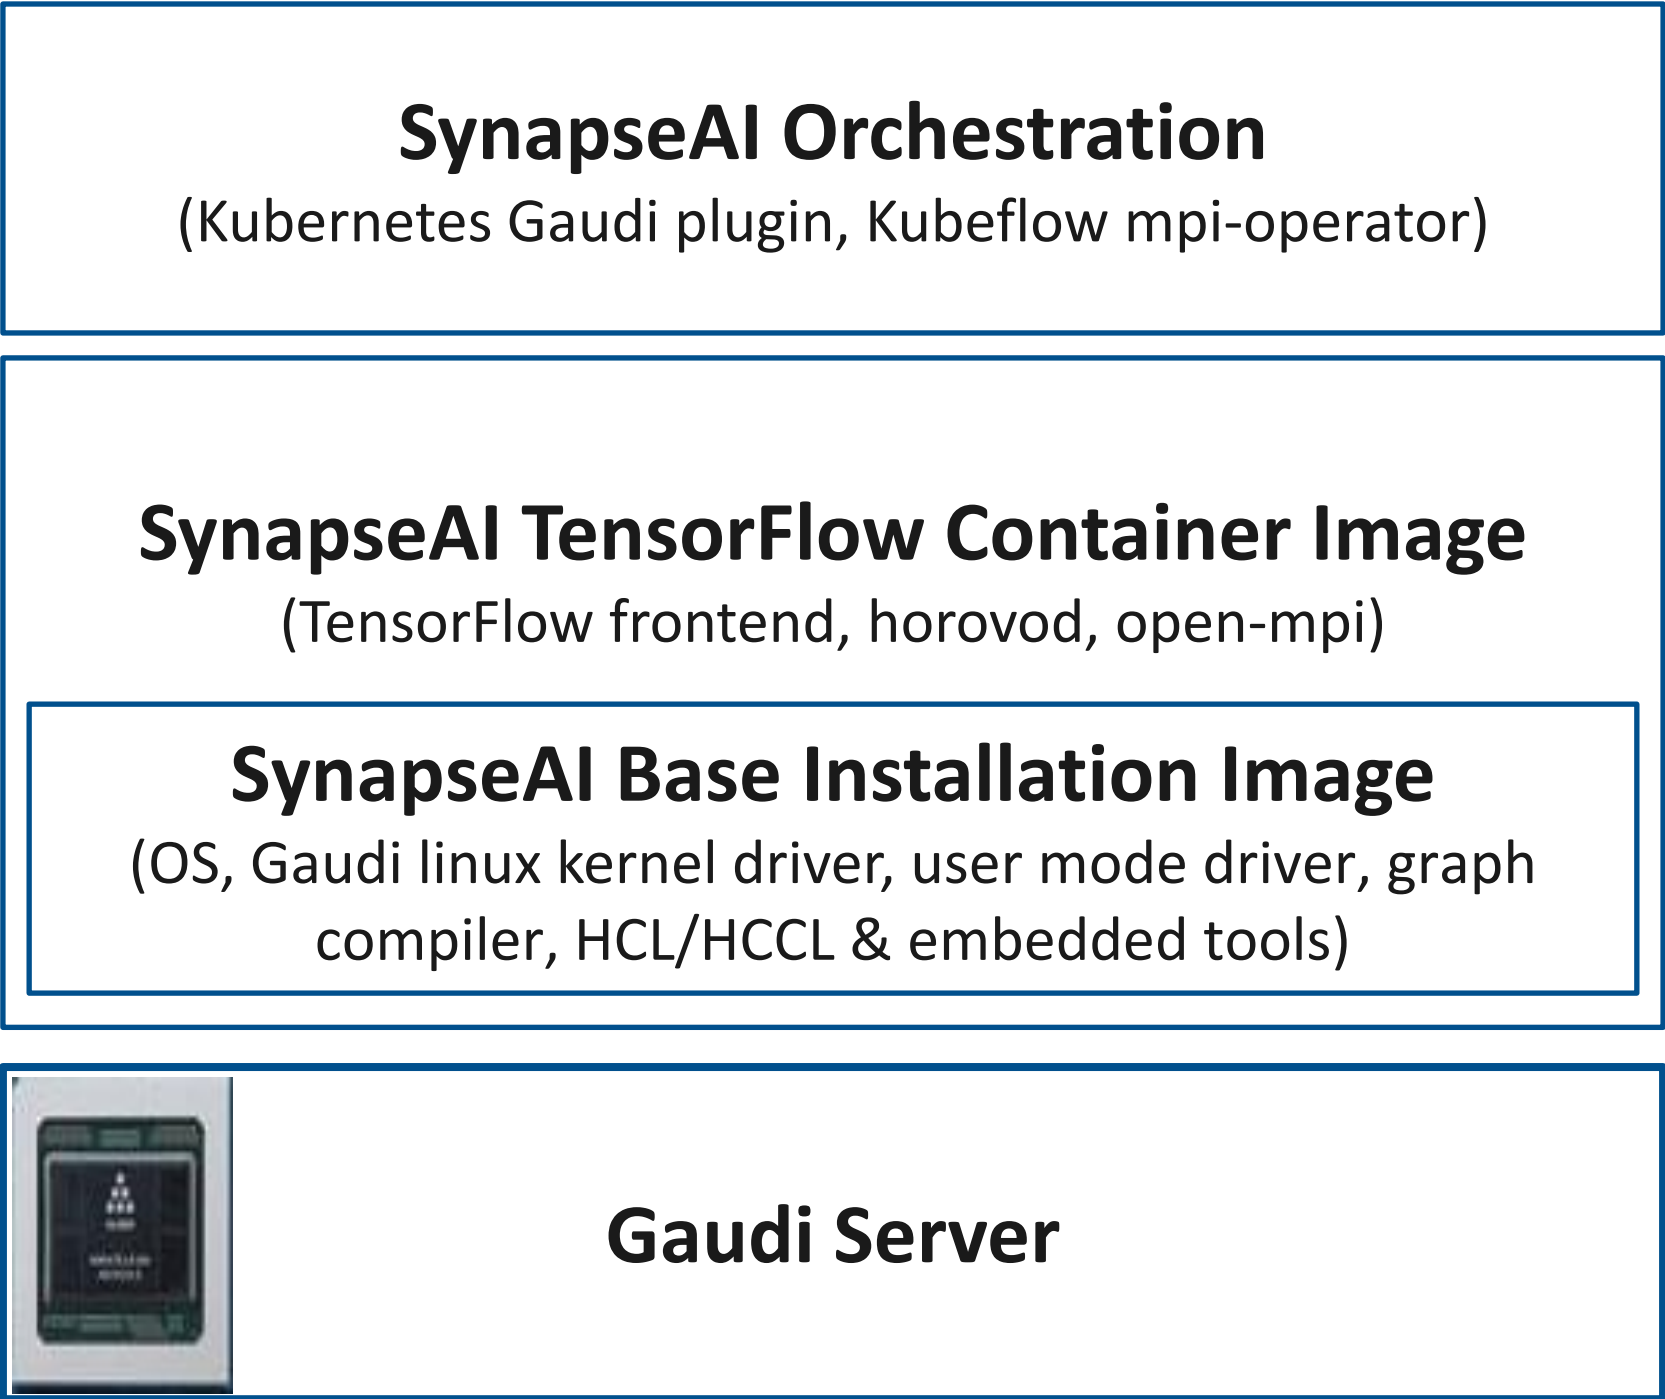 SynapseAI Orchestration
(Kubernetes Gaudi plugin, Kubeflow mpi-operator)
SynapseAI TensorFlow Container Image
(TensorFlow frontend, horovod, open-mpi)
SynapseAI Base Installation Image
(OS, Gaudi linux kernel driver, user mode driver, graph
compiler, HCL/HCCL & embedded tools)
Gaudi Server